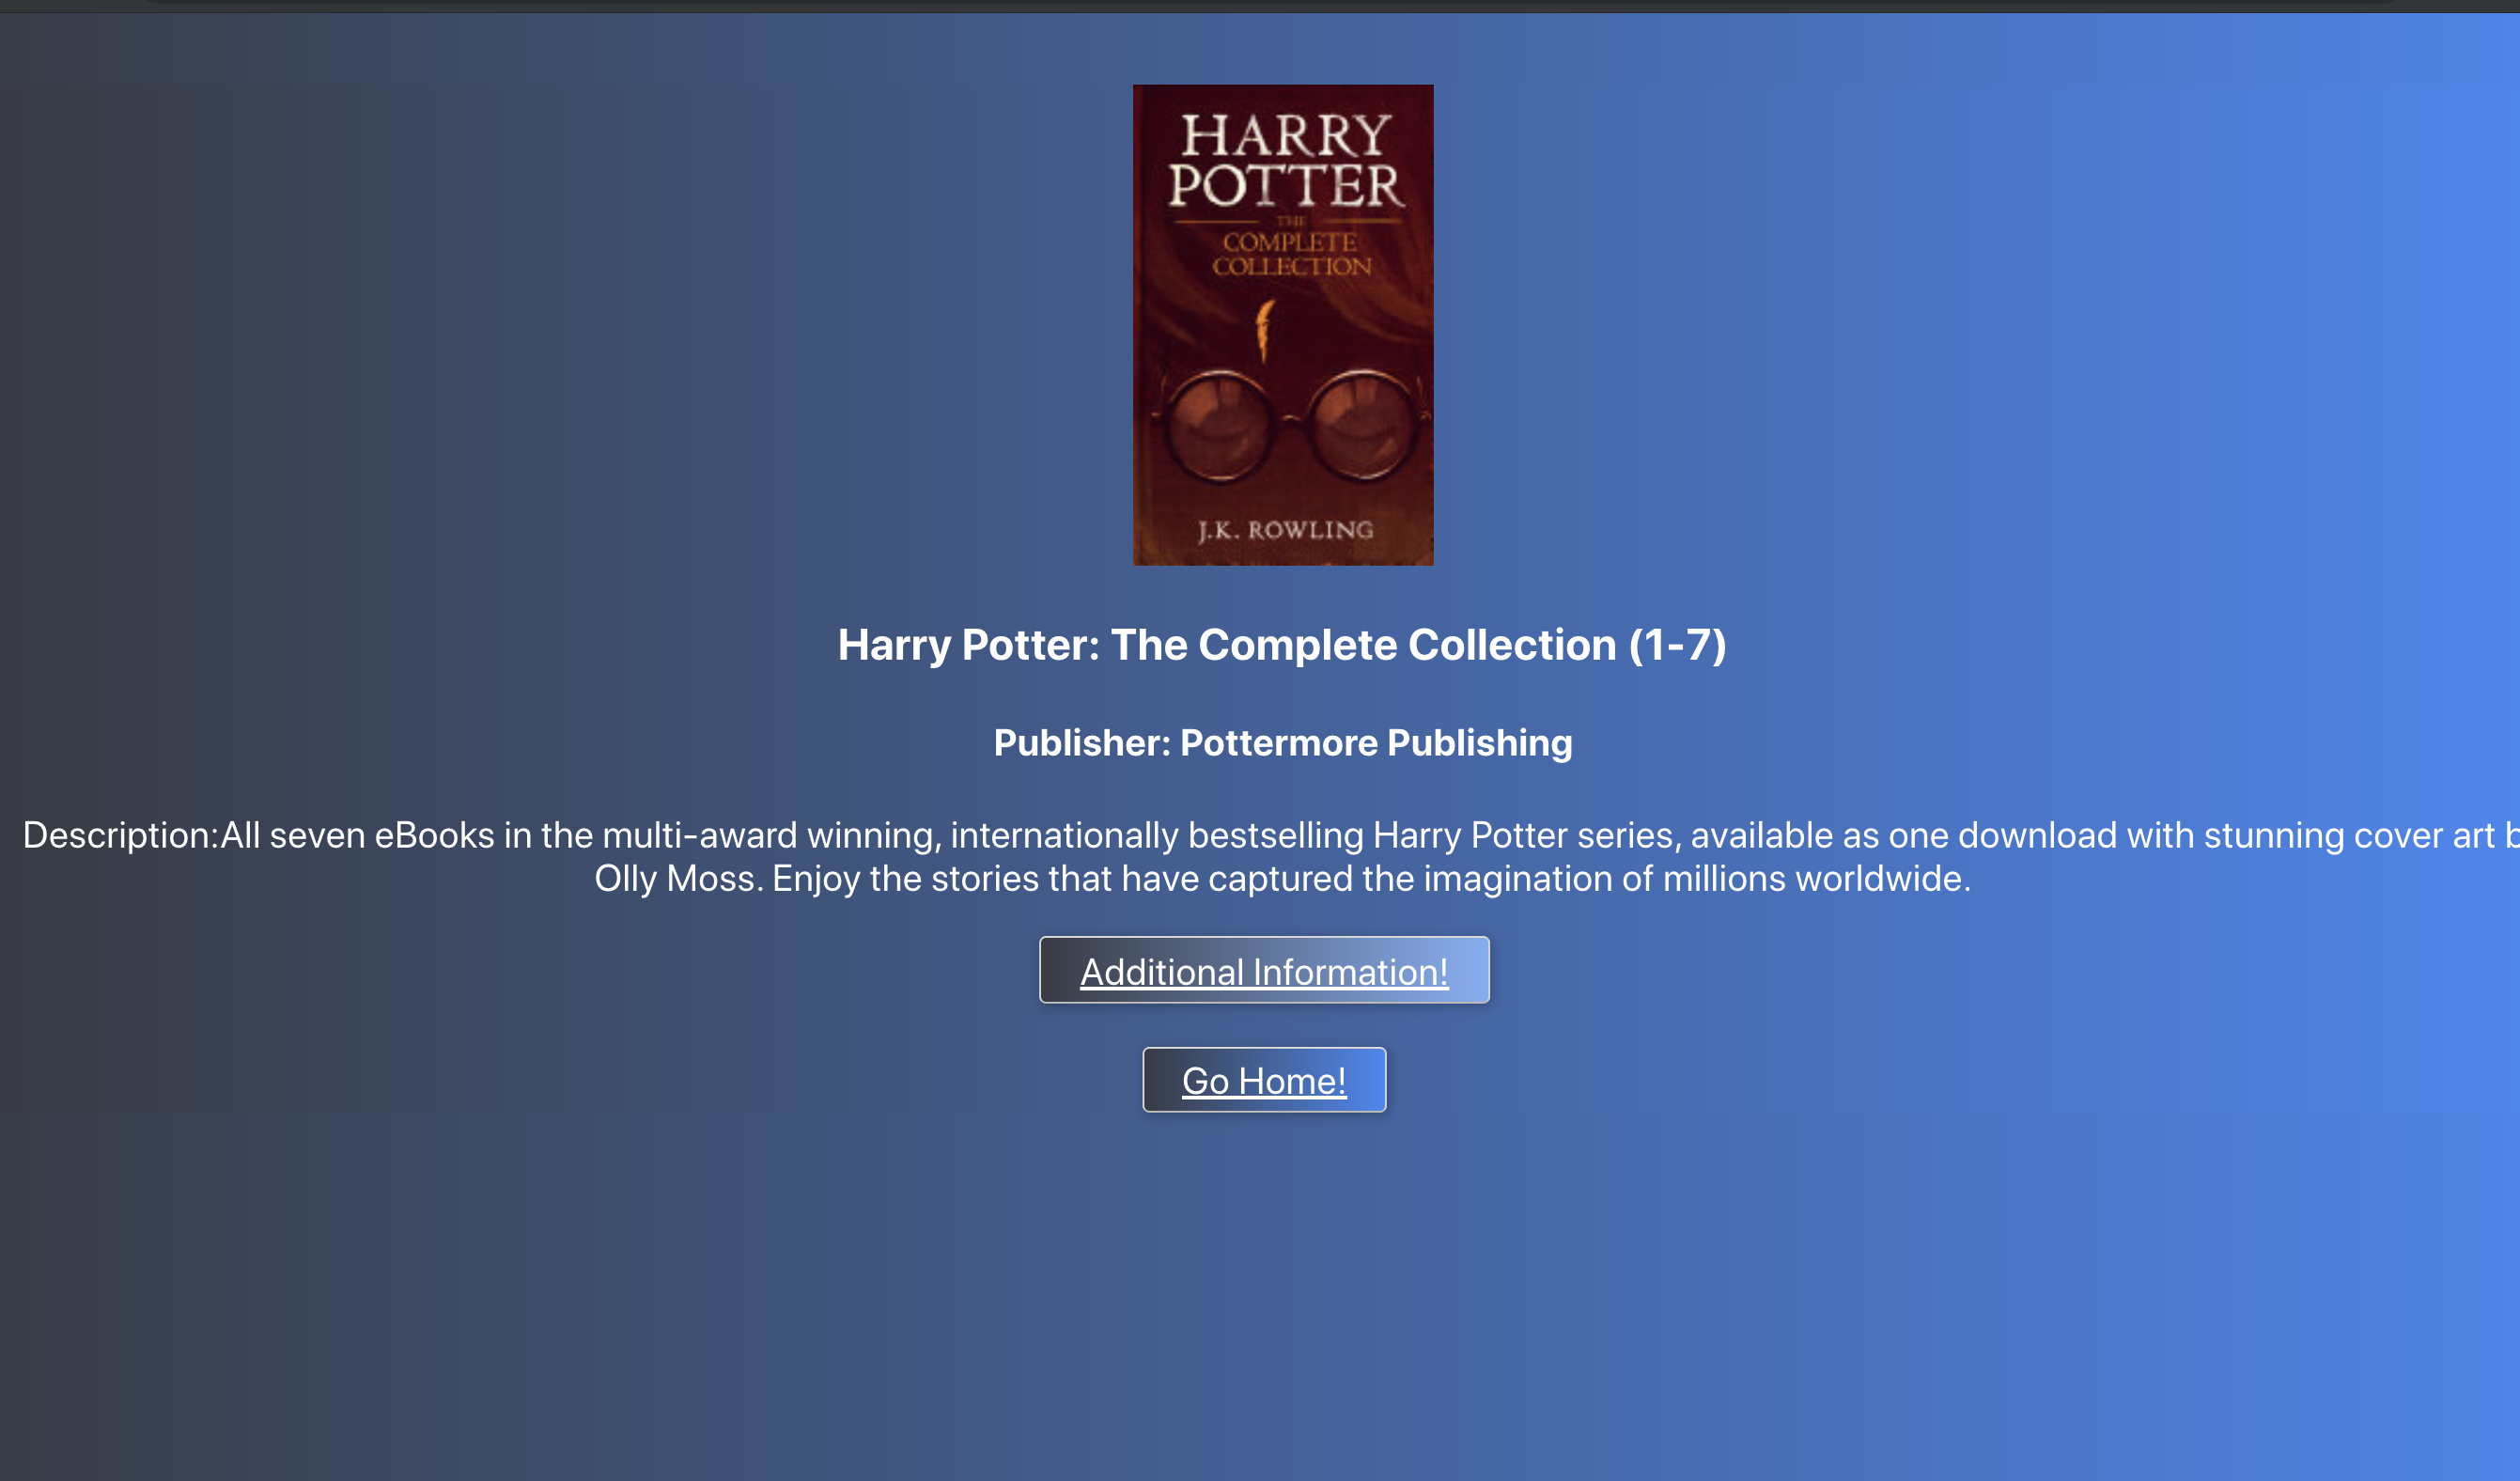 HARRY
POTTER
THE
COMPLETE
COLLECTION
J.K. ROWLING
Harry Potter: The Complete Collection (1-7)
Publisher: Pottermore Publishing
Description:All seven eBooks in the multi-award winning, internationally bestselling Harry Potter series, available as one download with stunning cover art
Olly Moss. Enjoy the stories that have captured the imagination of millions worldwide.
Additional Information!
Go Home!